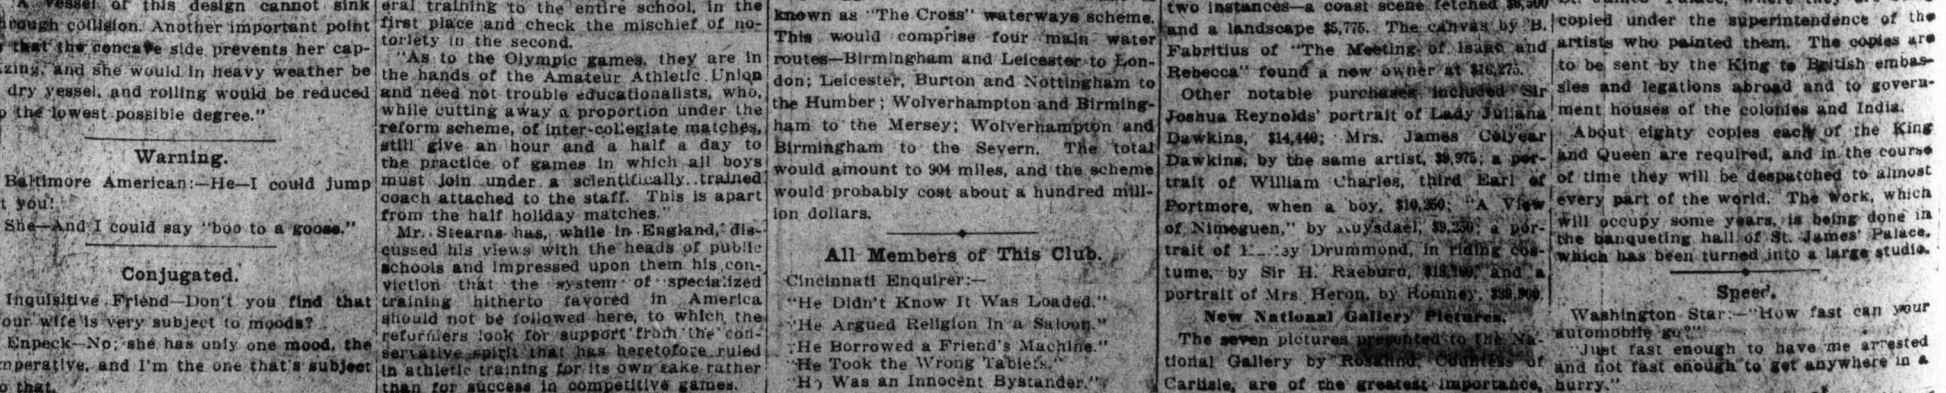 A vessel of this design cannot sink
through collision. Another important point
that the concave side prevents her cap-
zing, and she would in heavy weather be
dry vessel, and rolling would be reduced
the lowest possible degree."
Warning.
Baltimore American:—He—I could jump
t you!
She—And I could say "boo to a goose."
Conjugated.
Inquisitive Friend—Don't you find that
our wife is very subject to moods?
Enpeck—No; she has only one mood, the
mperative, and I'm the one that's subject
o that.
eral training to the entire school, in the
first place and check the mischief of no-
toriety in the second.
"As to the Olympic games, they are in
the hands of the Amateur Athletic Union
and need not trouble educationalists, who,
while cutting away a proportion under the
reform scheme, of inter-collegiate matches,
still give an hour and a half a day to
the practice of games in which all boys
must join under a scientifically trained
coach attached to the staff. This is apart
from the half holiday matches."
Mr. Stearns has, while in England, dis-
cussed his views with the heads of public
schools and impressed upon them his con-
viction that the system of specialized
training hitherto favored in America
should not be followed here, to which the
reformers look for support from the con-
servative spirit that has heretofore ruled
in athletic training for its own sake rather
than for success in competitive games.
known as "The Cross" waterways scheme.
This would comprise four main water
routes—Birmingham and Leicester to Lon-
don; Leicester, Burton and Nottingham to
the Humber; Wolverhampton and Birming-
ham to the Mersey; Wolverhampton and
Birmingham to the Severn. The total
would amount to 904 miles, and the scheme
would probably cost about a hundred mill-
ion dollars.
All Members of This Club.
Cincinnati Enquirer:—
"He Didn't Know It Was Loaded."
"He Argued Religion in a Saloon."
"He Borrowed a Friend's Machine."
"He Took the Wrong Tablets."
"He Was an Innocent Bystander."
two instances—a coast scene fetched
and a landscape $5,775. The canvas by B.
Fabritius of "The Meeting of Isaac and
Rebecca" found a new owner at $16,275.
Other notable purchases included Sir
Joshua Reynolds' portrait of Lady Juliana
Dawkins, $14,440; Mrs. James Colyear
Dawkins, by the same artist, $9,975; a por-
trait of William Charles, third Earl of
Portmore, when a boy, $10,250; "A View
of Nimeguen," by Ruysdael, $9,250; a por-
trait of Drummond, in riding cos-
tume, by Sir H. Raeburn, and a
portrait of Mrs. Heron, by Romney,
New National Gallery Pictures.
The seven pictures presented to the Na-
tional Gallery by Rosalind, Countess of
Carlisle, are of the greatest importance,
copied under the superintendence of the
artists who painted them. The copies are
to be sent by the King to British embas-
sies and legations abroad and to govern-
ment houses of the colonies and India.
About eighty copies each of the King
and Queen are required, and in the course
of time they will be despatched to almost
every part of the world. The work, which
will occupy some years, is being done in
the banqueting hall of St. James' Palace,
which has been turned into a large studio.
Speed.
Washington Star:—"How fast can your
automobile go?"
"Just fast enough to have me arrested
and not fast enough to get anywhere in a
hurry."